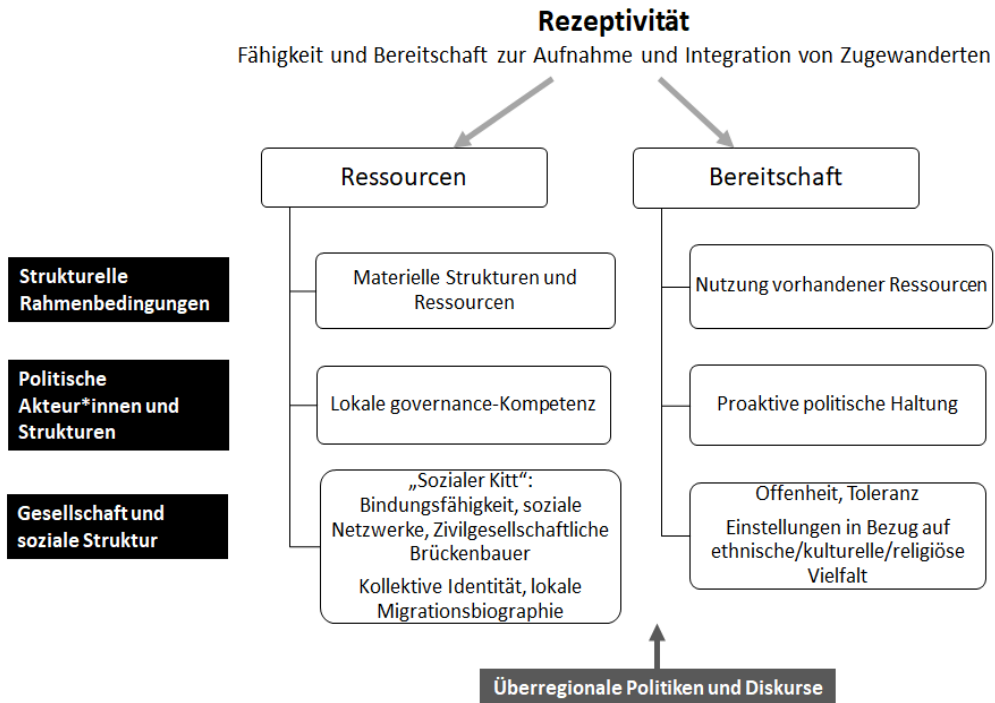 Rezeptivität
Fähigkeit und Bereitschaft zur Aufnahme und Integration von Zugewanderten
Ressourcen
Bereitschaft
Strukturelle
Rahmenbedingungen
Materielle Strukturen und
Ressourcen
Nutzung vorhandener Ressourcen
Politische
Akteur*innen und
Strukturen
Lokale governance-Kompetenz
Proaktive politische Haltung
Gesellschaft und
soziale Struktur
„Sozialer Kitt“:
Bindungsfähigkeit, soziale
Netzwerke, Zivilgesellschaftliche
Brückenbauer
Kollektive Identität, lokale
Migrationsbiographie
Offenheit, Toleranz
Einstellungen in Bezug auf
ethnische/kulturelle/religiöse
Vielfalt
Überregionale Politiken und Diskurse